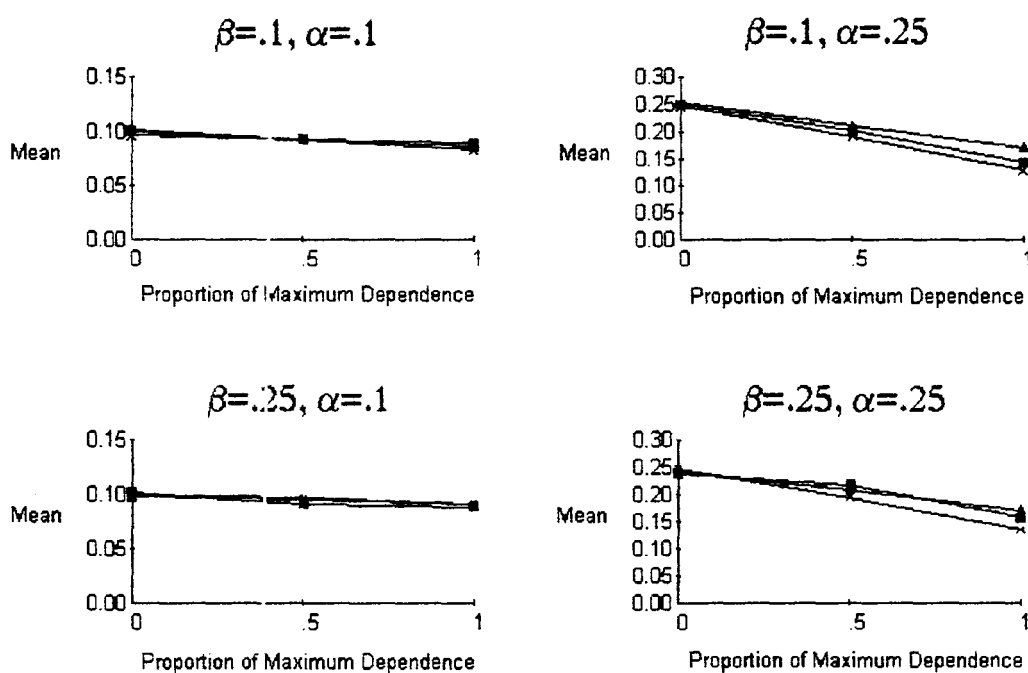 β=.1, α=.1
0.15
0.10
Mean
0.05
0.00
0 .5 1
Proportion of Maximum Dependence
β=.1, α=.25
0.30
0.25
0.20
Mean
0.15
0.10
0.05
0.00
0 .5 1
Proportion of Maximum Dependence
β=.25, α=.1
0.15
0.10
Mean
0.05
0.00
0 .5 1
Proportion of Maximum Dependence
β=.25, α=.25
0.30
0.25
0.20
Mean
0.15
0.10
0.05
0.00
0 .5 1
Proportion of Maximum Dependence